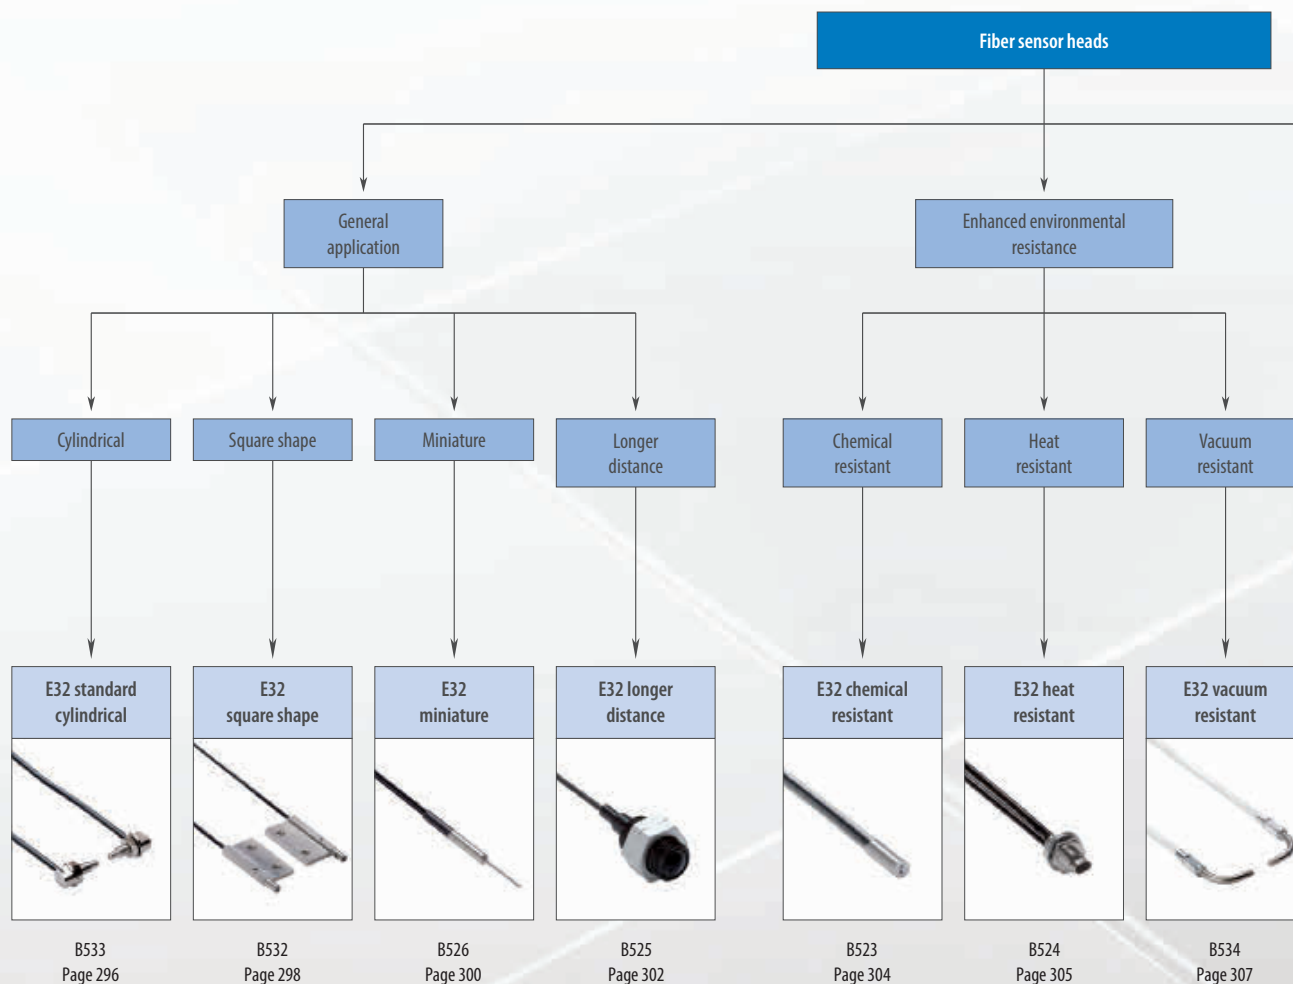 Fiber sensor heads
General
application
Enhanced environmental
resistance
Cylindrical
Square shape
Miniature
Longer
distance
Chemical
resistant
Heat
resistant
Vacuum
resistant
E32 standard
cylindrical
E32
square shape
E32
miniature
E32 longer
distance
E32 chemical
resistant
E32 heat
resistant
E32 vacuum
resistant
B533
Page 296
B532
Page 298
B526
Page 300
B525
Page 302
B523
Page 304
B524
Page 305
B534
Page 307